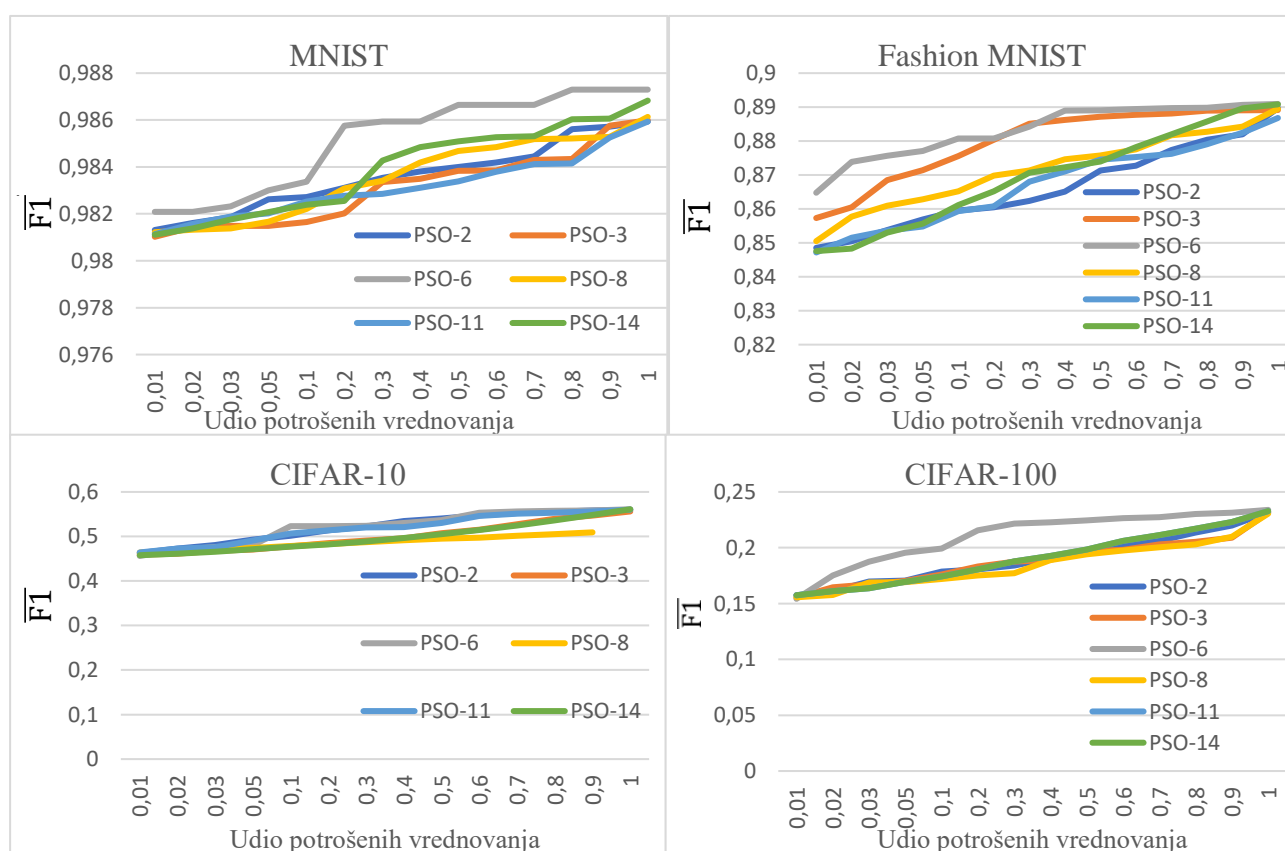 MNIST
0,988
0,986
0,984
0,982
0,98
0,978
0,976
F1
PSO-2 PSO-3
PSO-6 PSO-8
PSO-11 PSO-14
0,01 0,02 0,03 0,05 0,1 0,2 0,3 0,4 0,5 0,6 0,7 0,8 0,9 1
Udio potrošenih vrednovanja
Fashion MNIST
0,9
0,89
0,88
0,87
0,86
0,85
0,84
0,83
0,82
F1
PSO-2
PSO-3
PSO-6
PSO-8
PSO-11
PSO-14
0,01 0,02 0,03 0,05 0,1 0,2 0,3 0,4 0,5 0,6 0,7 0,8 0,9 1
Udio potrošenih vrednovanja
CIFAR-10
0,6
0,5
0,4
0,3
0,2
0,1
0
F1
PSO-2 PSO-3
PSO-6 PSO-8
PSO-11 PSO-14
0,01 0,02 0,03 0,05 0,1 0,2 0,3 0,4 0,5 0,6 0,7 0,8 0,9 1
Udio potrošenih vrednovanja
CIFAR-100
0,25
0,2
0,15
0,1
0,05
0
F1
PSO-2
PSO-3
PSO-6
PSO-8
PSO-11
PSO-14
0,01 0,02 0,03 0,05 0,1 0,2 0,3 0,4 0,5 0,6 0,7 0,8 0,9 1
Udio potrošenih vrednovanja